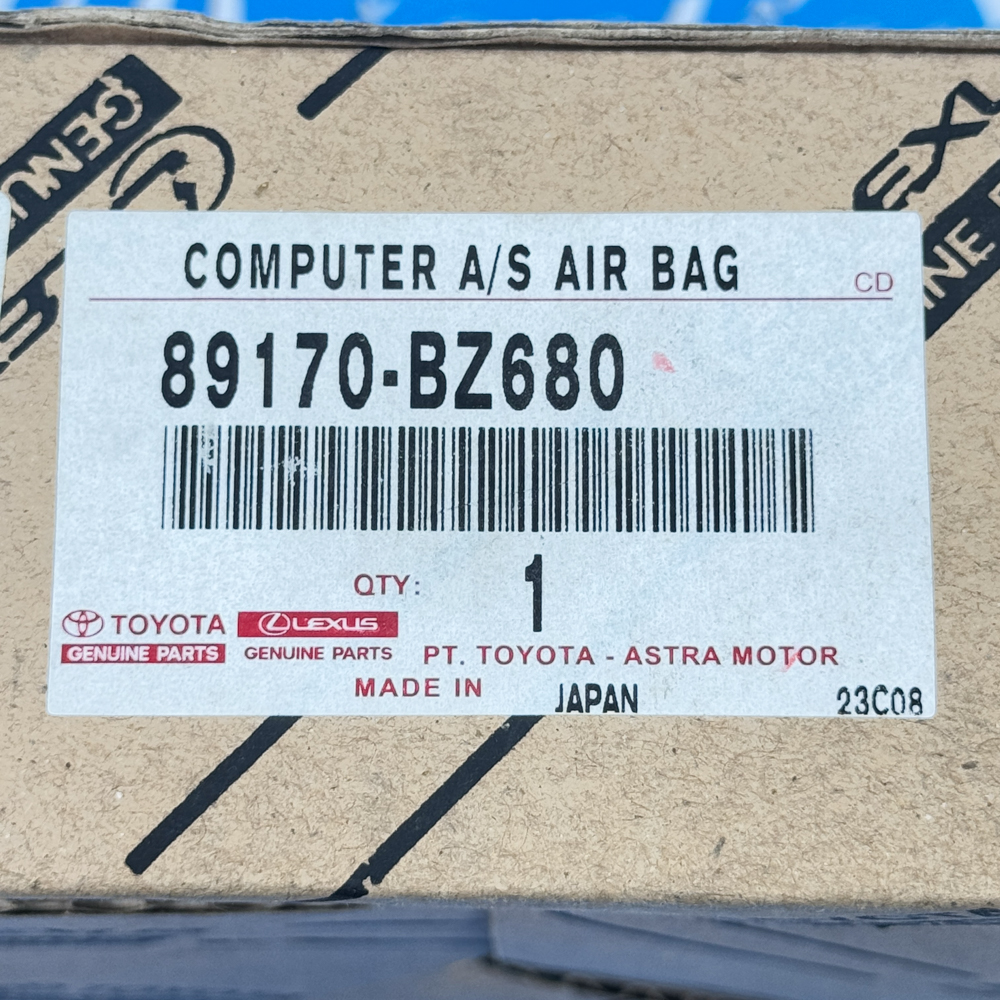 GENUI
COMPUTER A/S AIR BAG
CD
89170-BZ680
QTY: 1
TOYOTA LEXUS
GENUINE PARTS GENUINE PARTS PT. TOYOTA - ASTRA MOTOR
MADE IN JAPAN 23C08